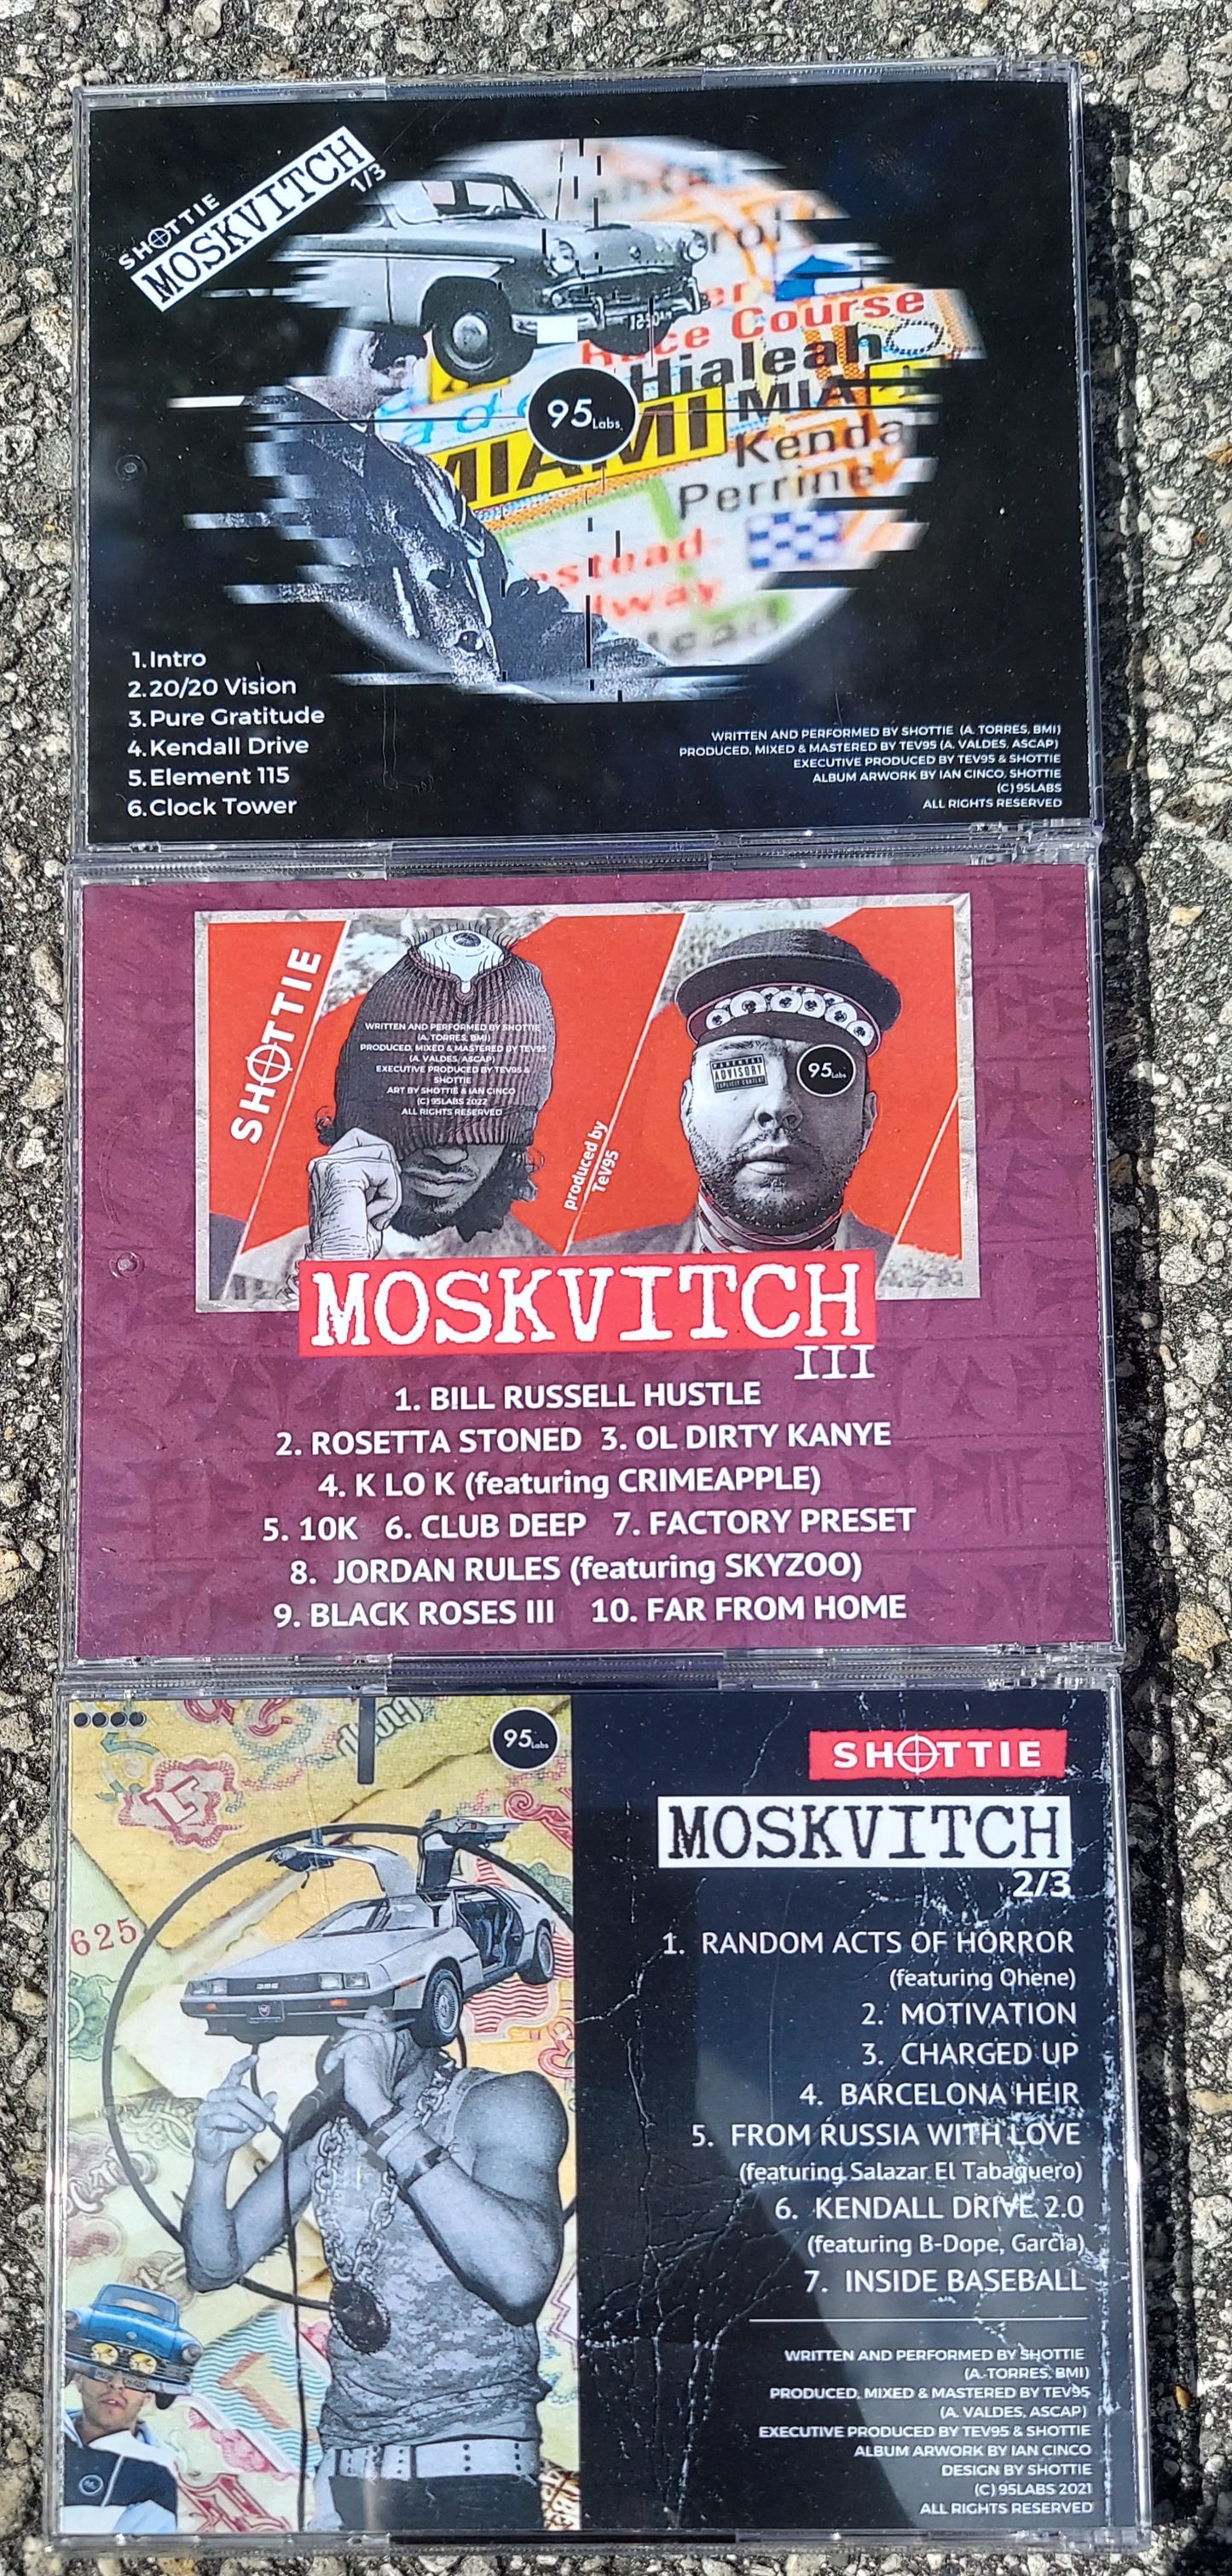 SHOTTIE
MOSKVITCH
1/3
Race Course
Hialeah
MIAMI
MIA
Kenda
Perrine
95Labs.
1. Intro
2. 20/20 Vision
3. Pure Gratitude
4. Kendall Drive
5. Element 115
6. Clock Tower
WRITTEN AND PERFORMED BY SHOTTIE (A. TORRES, BMI)
PRODUCED, MIXED & MASTERED BY TEV95 (A. VALDES, ASCAP)
EXECUTIVE PRODUCED BY TEV95 & SHOTTIE
ALBUM ARWORK BY IAN CINCO, SHOTTIE
(C) 95LABS
ALL RIGHTS RESERVED
SHOTTIE
WRITTEN AND PERFORMED BY SHOTTIE
(A. TORRES, BMI)
PRODUCED, MIXED & MASTERED BY TEV95
(A. VALDES, ASCAP)
EXECUTIVE PRODUCED BY TEV95 &
SHOTTIE
ART BY SHOTTIE & IAN CINCO
(C) 95LABS 2022
ALL RIGHTS RESERVED
produced by
TeV95
PARENTAL
ADVISORY
EXPLICIT CONTENT
95Labs
MOSKVITCH
III
1. BILL RUSSELL HUSTLE
2. ROSETTA STONED 3. OL DIRTY KANYE
4. K LO K (featuring CRIMEAPPLE)
5. 10K 6. CLUB DEEP 7. FACTORY PRESET
8. JORDAN RULES (featuring SKYZOO)
9. BLACK ROSES III 10. FAR FROM HOME
95Labs
625
SHOTTIE
MOSKVITCH
2/3
1. RANDOM ACTS OF HORROR
(featuring Ohene)
2. MOTIVATION
3. CHARGED UP
4. BARCELONA HEIR
5. FROM RUSSIA WITH LOVE
(featuring Salazar El Tabaquero)
6. KENDALL DRIVE 2.0
(featuring B-Dope, Garcia)
7. INSIDE BASEBALL
WRITTEN AND PERFORMED BY SHOTTIE
(A. TORRES, BMI)
PRODUCED, MIXED & MASTERED BY TEV95
(A. VALDES, ASCAP)
EXECUTIVE PRODUCED BY TEV95 & SHOTTIE
ALBUM ARWORK BY IAN CINCO
DESIGN BY SHOTTIE
(C) 95LABS 2021
ALL RIGHTS RESERVED